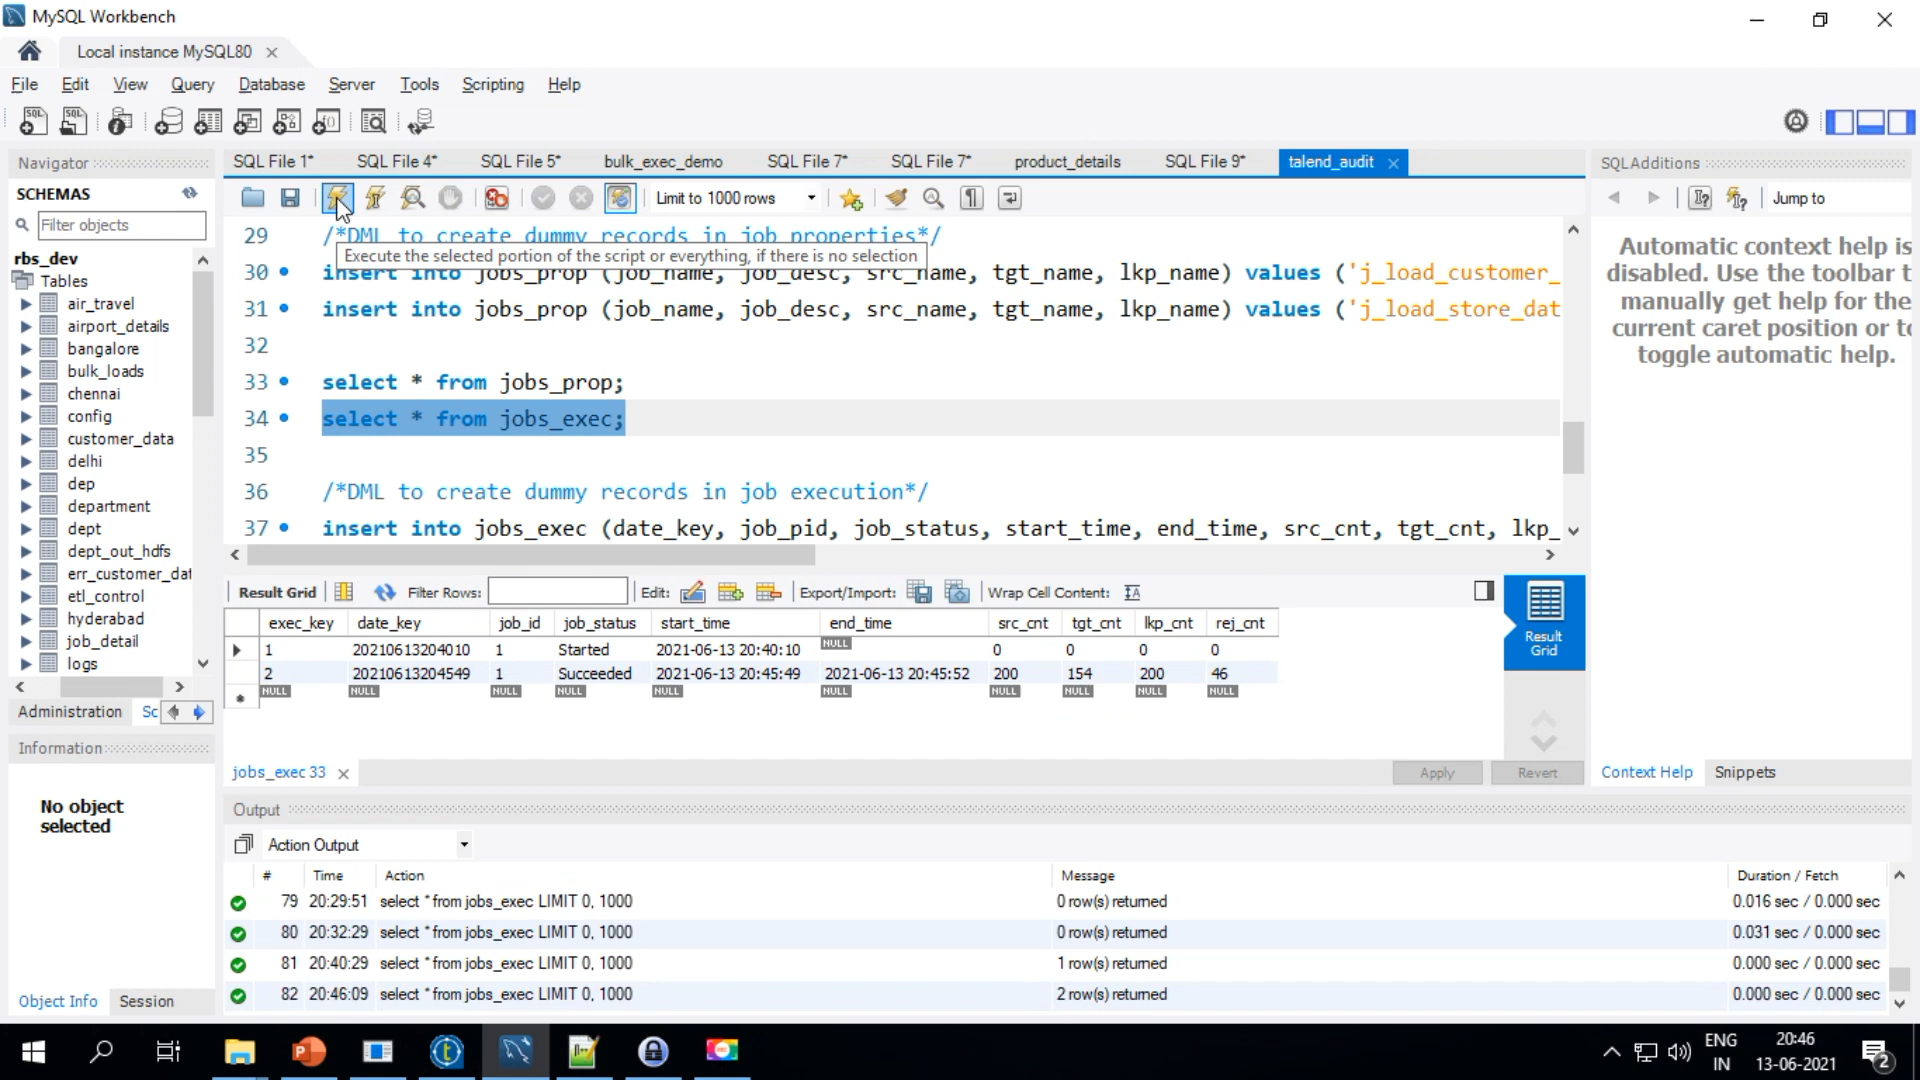 MySQL Workbench
Local instance MySQL80
File Edit View Query Database Server Tools Scripting Help
Navigator
SCHEMAS
Filter objects
rbs_dev
Tables
air_travel
airport_details
bangalore
bulk_loads
chennai
config
customer_data
delhi
dep
department
dept
dept_out_hdfs
err_customer_dat
etl_control
hyderabad
job_detail
logs
Administration Sc
Information
No object
selected
Object Info Session
SQL File 1* SQL File 4* SQL File 5* bulk_exec_demo SQL File 7* SQL File 7* product_details SQL File 9* talend_audit
Limit to 1000 rows
29 /*DML to create dummy records in job properties*/
Execute the selected portion of the script or everything, if there is no selection
30 insert into jobs_prop (job_name, job_desc, src_name, tgt_name, lkp_name) values ('j_load_customer_
31 insert into jobs_prop (job_name, job_desc, src_name, tgt_name, lkp_name) values ('j_load_store_dat
32
33 select * from jobs_prop;
34 select * from jobs_exec;
35
36 /*DML to create dummy records in job execution*/
37 insert into jobs_exec (date_key, job_pid, job_status, start_time, end_time, src_cnt, tgt_cnt, lkp_
Result Grid Filter Rows: Edit: Export/Import: Wrap Cell Content:
exec_key date_key job_id job_status start_time end_time src_cnt tgt_cnt lkp_cnt rej_cnt
1 20210613204010 1 Started 2021-06-13 20:40:10 NULL 0 0 0 0
2 20210613204549 1 Succeeded 2021-06-13 20:45:49 2021-06-13 20:45:52 200 154 200 46
NULL NULL NULL NULL NULL NULL NULL NULL NULL NULL
Result
Grid
jobs_exec 33 Apply Revert
SQLAdditions
Jump to
Automatic context help is
disabled. Use the toolbar t
manually get help for the
current caret position or to
toggle automatic help.
Context Help Snippets
Output
Action Output
# Time Action Message Duration / Fetch
79 20:29:51 select * from jobs_exec LIMIT 0, 1000 0 row(s) returned 0.016 sec / 0.000 sec
80 20:32:29 select * from jobs_exec LIMIT 0, 1000 0 row(s) returned 0.031 sec / 0.000 sec
81 20:40:29 select * from jobs_exec LIMIT 0, 1000 1 row(s) returned 0.000 sec / 0.000 sec
82 20:46:09 select * from jobs_exec LIMIT 0, 1000 2 row(s) returned 0.000 sec / 0.000 sec
ENG
IN
20:46
13-06-2021
2